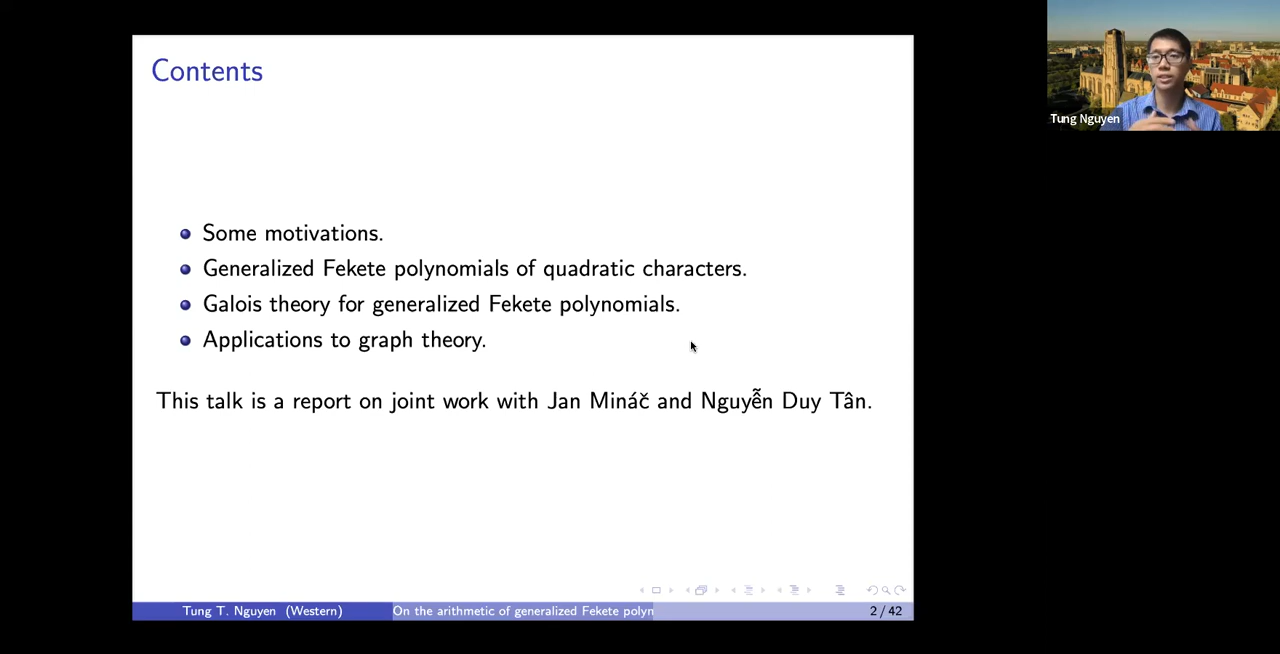 Contents
Tung Nguyen
Some motivations.
Generalized Fekete polynomials of quadratic characters.
Galois theory for generalized Fekete polynomials.
Applications to graph theory.
This talk is a report on joint work with Jan Mináč and Nguyễn Duy Tân.
Tung T. Nguyen (Western) On the arithmetic of generalized Fekete polyn 2 / 42